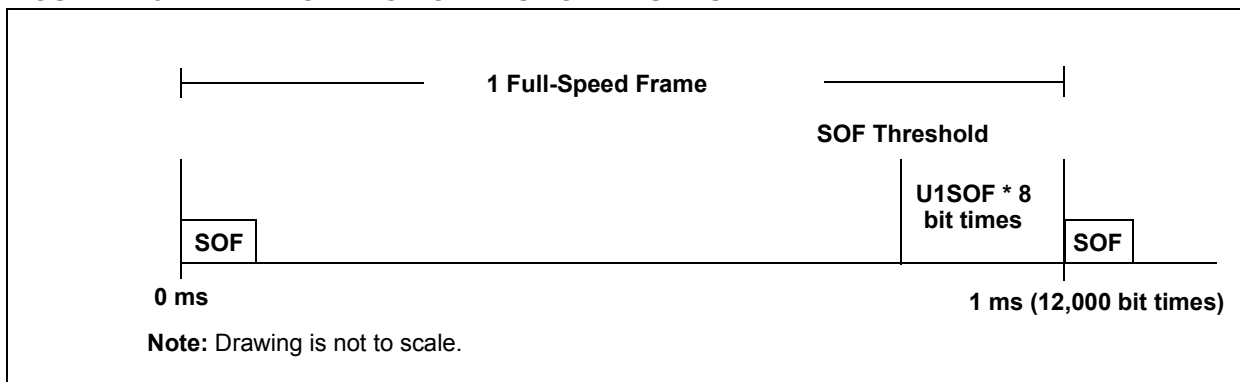 1 Full-Speed Frame
SOF Threshold
U1SOF * 8
bit times
SOF
SOF
0 ms
1 ms (12,000 bit times)
Note: Drawing is not to scale.